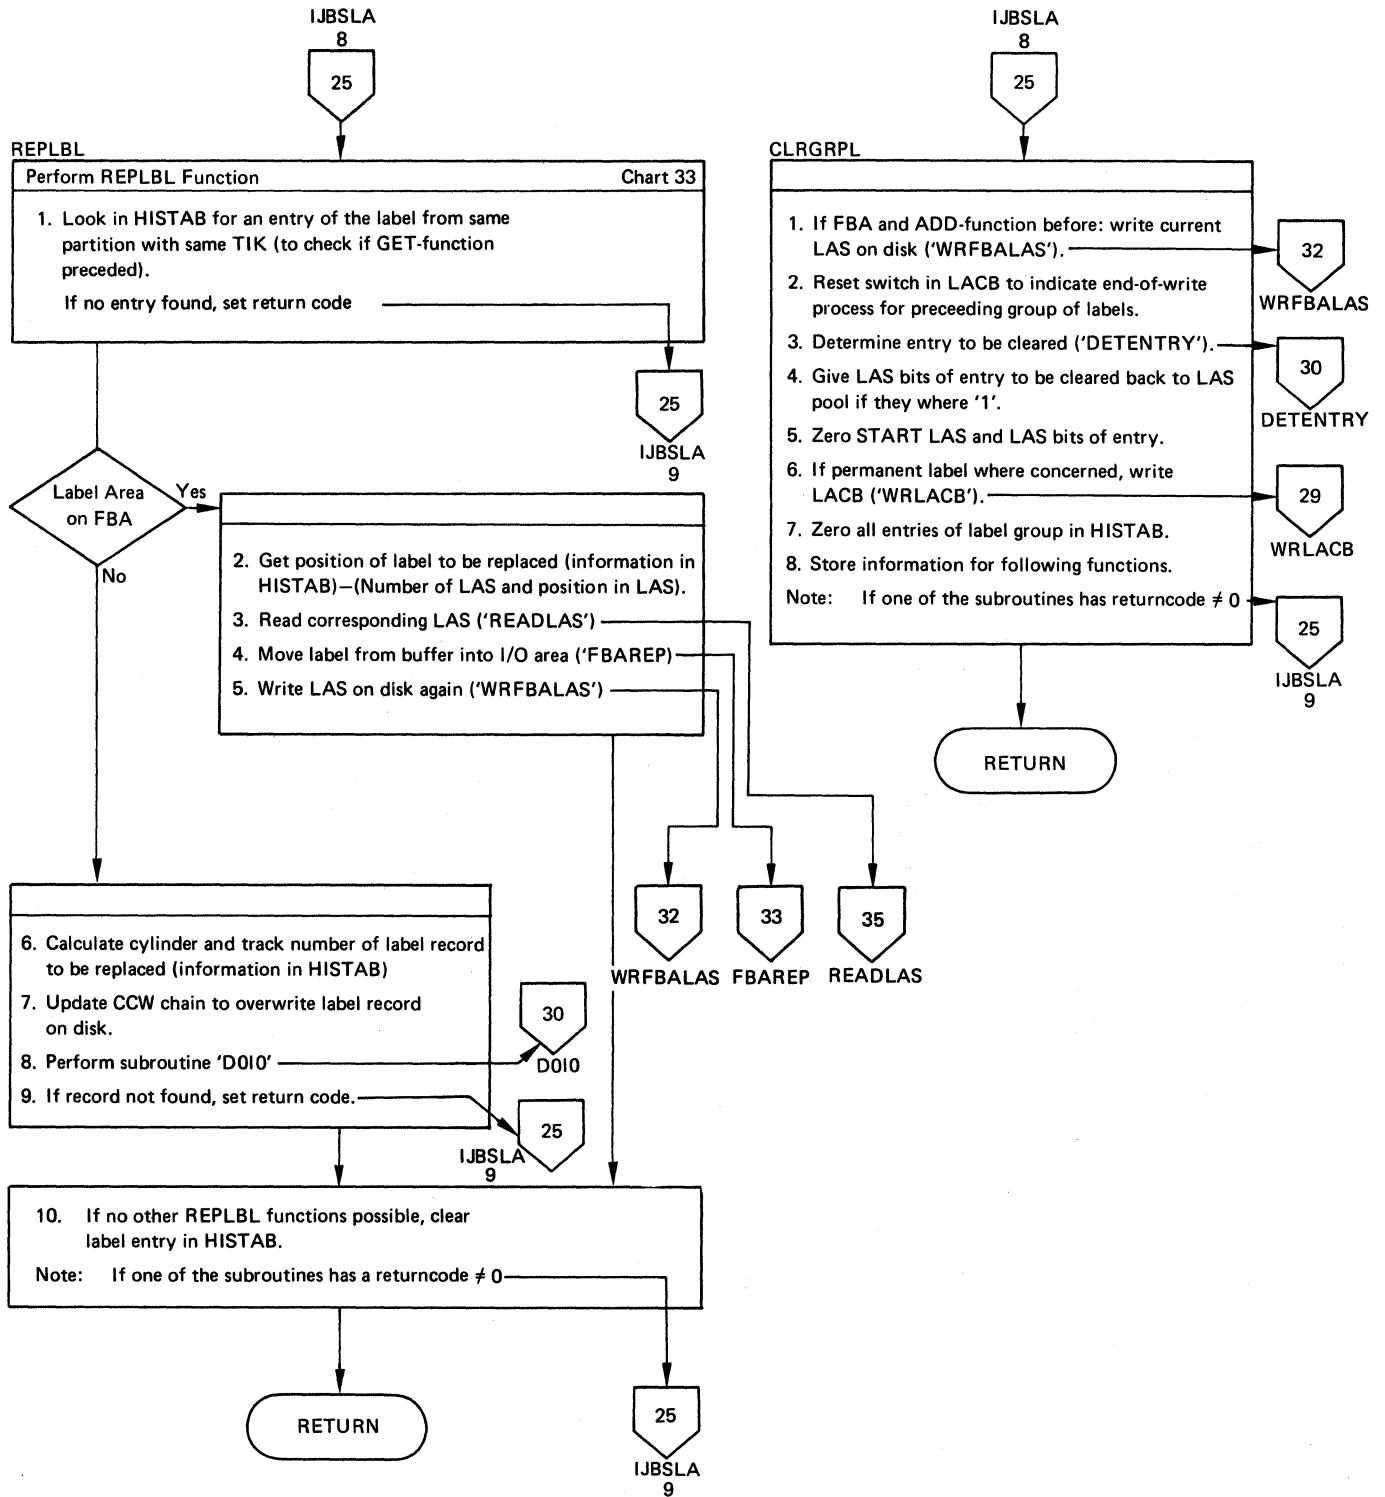 IJBSLA
8
25
REPLBL
Perform REPLBL Function Chart 33
1. Look in HISTAB for an entry of the label from same
partition with same TIK (to check if GET-function
preceded).
If no entry found, set return code
25
IJBSLA
9
Label Area
on FBA
Yes
No
2. Get position of label to be replaced (information in
HISTAB)—(Number of LAS and position in LAS).
3. Read corresponding LAS ('READLAS')
4. Move label from buffer into I/O area ('FBAREP)
5. Write LAS on disk again ('WRFBALAS')
32
WRFBALAS
33
FBAREP
35
READLAS
6. Calculate cylinder and track number of label record
to be replaced (information in HISTAB)
7. Update CCW chain to overwrite label record
on disk.
8. Perform subroutine 'D0I0'
9. If record not found, set return code.
30
D0I0
25
IJBSLA
9
10. If no other REPLBL functions possible, clear
label entry in HISTAB.
Note: If one of the subroutines has a returncode ≠ 0
RETURN
25
IJBSLA
9
IJBSLA
8
25
CLRGRPL
1. If FBA and ADD-function before: write current
LAS on disk ('WRFBALAS').
2. Reset switch in LACB to indicate end-of-write
process for preceeding group of labels.
3. Determine entry to be cleared ('DETENTRY').
4. Give LAS bits of entry to be cleared back to LAS
pool if they where '1'.
5. Zero START LAS and LAS bits of entry.
6. If permanent label where concerned, write
LACB ('WRLACB').
7. Zero all entries of label group in HISTAB.
8. Store information for following functions.
Note: If one of the subroutines has returncode ≠ 0
32
WRFBALAS
30
DETENTRY
29
WRLACB
25
IJBSLA
9
RETURN